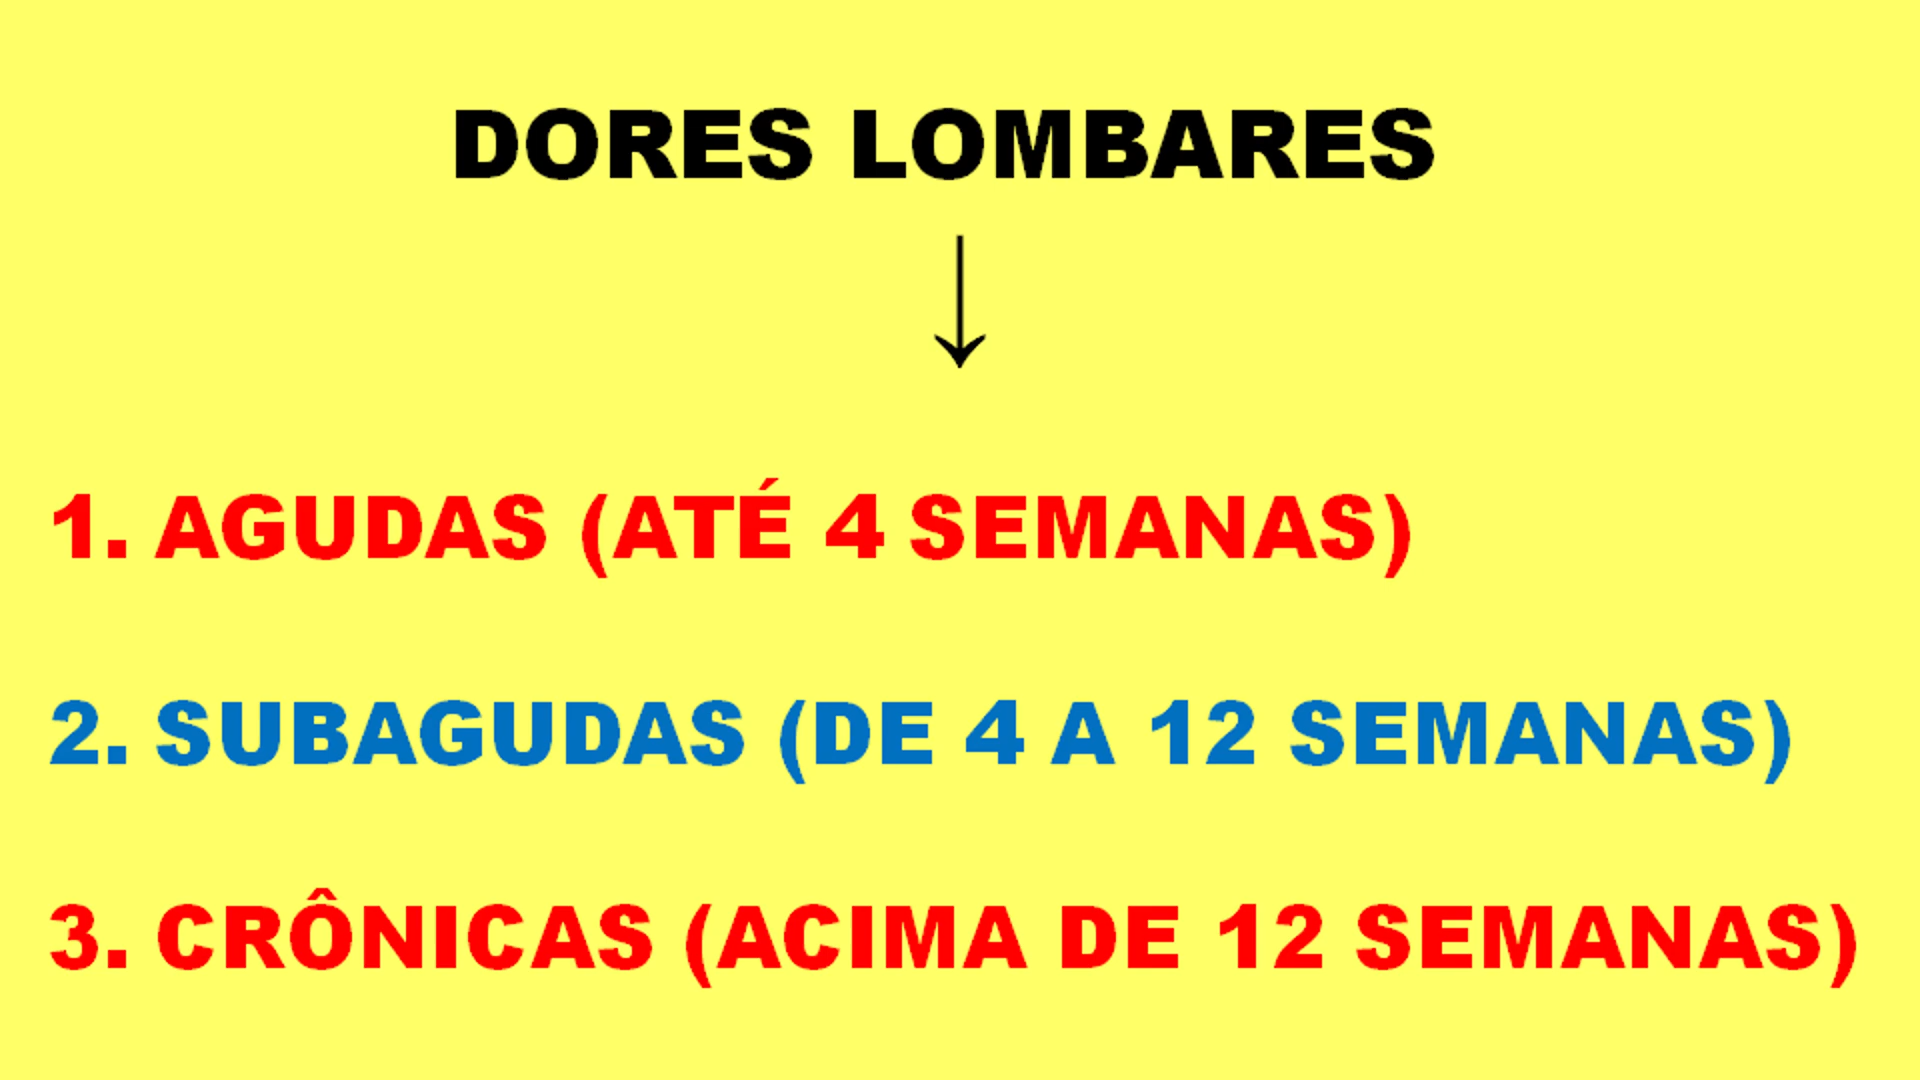 DORES LOMBARES
↓
1. AGUDAS (ATÉ 4 SEMANAS)
2. SUBAGUDAS (DE 4 A 12 SEMANAS)
3. CRÔNICAS (ACIMA DE 12 SEMANAS)